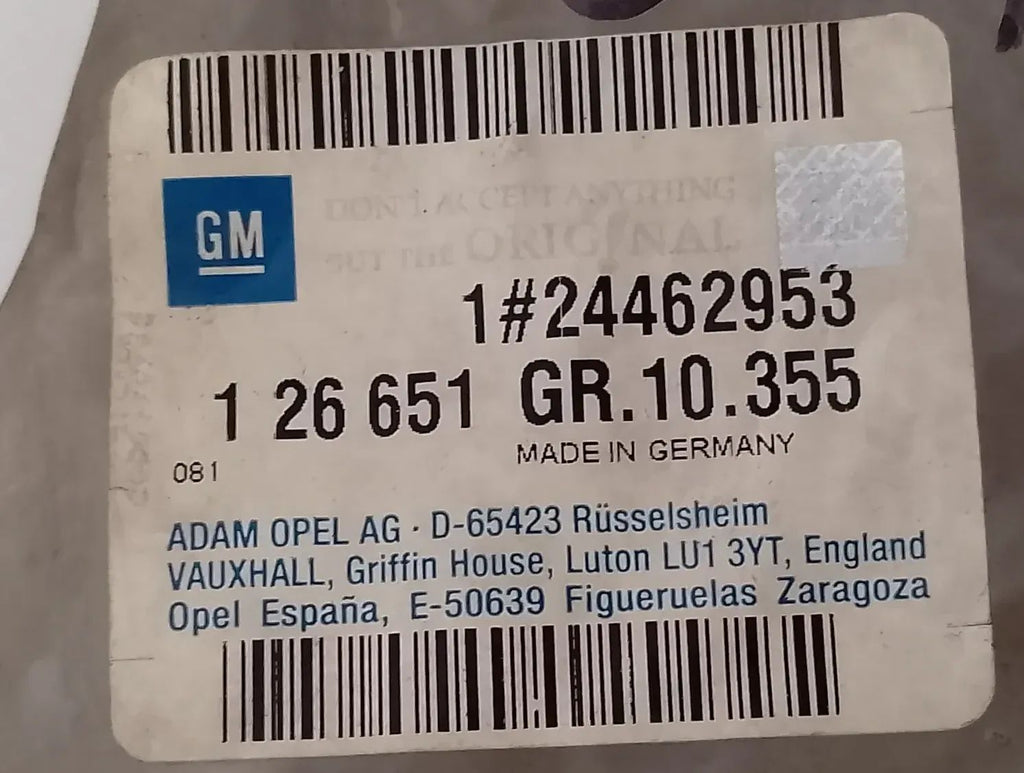 GM
DON'T ACCEPT ANYTHING
BUT THE ORIGINAL
1#24462953
1 26 651 GR.10.355
MADE IN GERMANY
081
ADAM OPEL AG · D-65423 Rüsselsheim
VAUXHALL, Griffin House, Luton LU1 3YT, England
Opel España, E-50639 Figueruelas Zaragoza